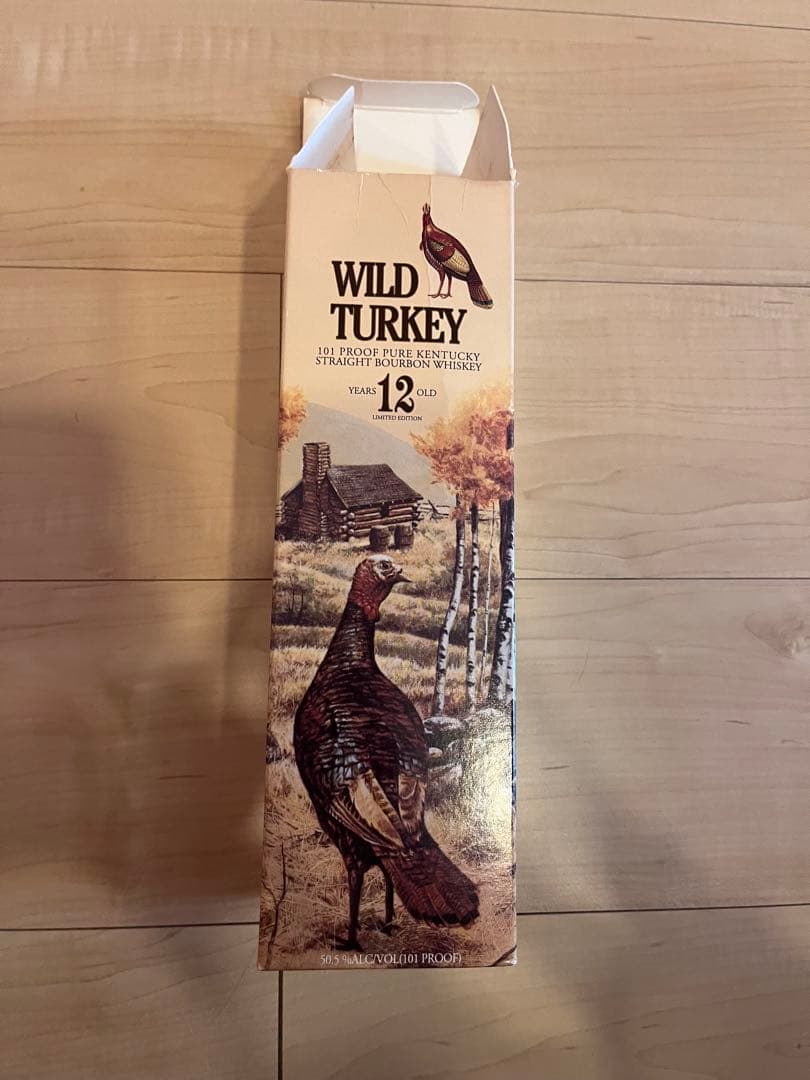 WILD
TURKEY
101 PROOF PURE KENTUCKY
STRAIGHT BOURBON WHISKEY
YEARS 12 OLD
LIMITED EDITION
50.5 %ALC/VOL(101 PROOF)